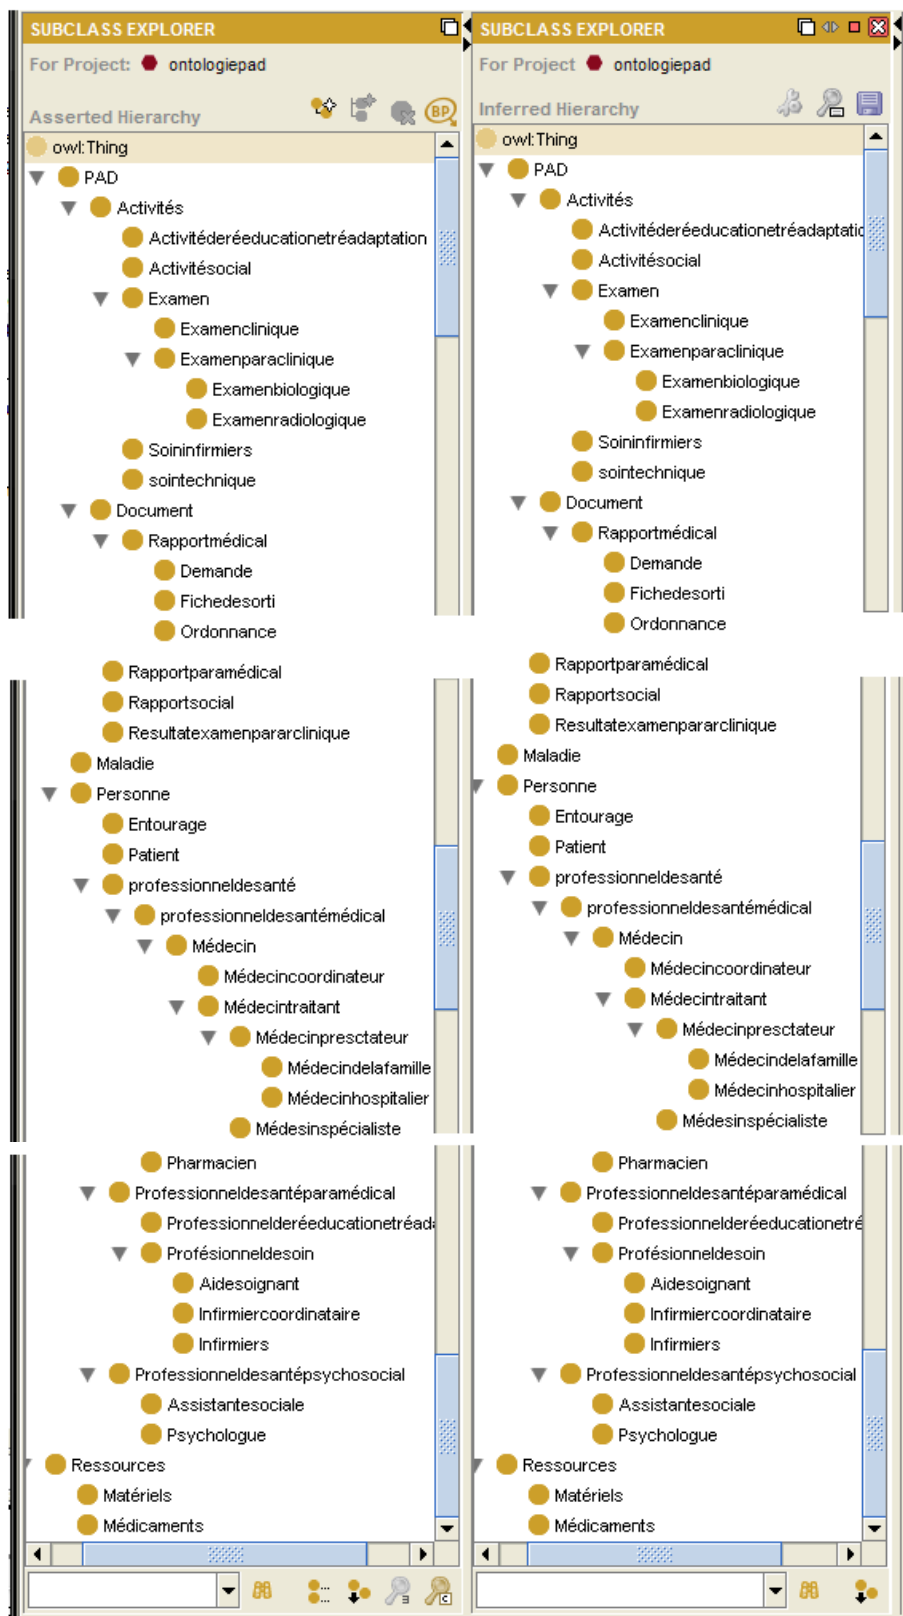 SUBCLASS EXPLORER
For Project: ontologiepad
Asserted Hierarchy
BP
owl:Thing
PAD
Activités
Activitéderéeducationetréadaptation
Activitésocial
Examen
Examenclinique
Examenparaclinique
Examenbiologique
Examenradiologique
Soininfirmiers
sointechnique
Document
Rapportmédical
Demande
Fichedesorti
Ordonnance
Rapportparamédical
Rapportsocial
Resultatexamenpararclinique
Maladie
Personne
Entourage
Patient
professionneldesanté
professionneldesantémédical
Médecin
Médecincoordinateur
Médecintraitant
Médecinpresctateur
Médecindelafamille
Médecinhospitalier
Médesinspécialiste
Pharmacien
Professionneldesantéparamédical
Professionnelderéeducationetréada
Profésionneldesoin
Aidesoignant
Infirmiercoordinataire
Infirmiers
Professionneldesantépsychosocial
Assistantesociale
Psychologue
Ressources
Matériels
Médicaments
SUBCLASS EXPLORER
For Project ontologiepad
Inferred Hierarchy
owl:Thing
PAD
Activités
Activitéderéeducationetréadaptatio
Activitésocial
Examen
Examenclinique
Examenparaclinique
Examenbiologique
Examenradiologique
Soininfirmiers
sointechnique
Document
Rapportmédical
Demande
Fichedesorti
Ordonnance
Rapportparamédical
Rapportsocial
Resultatexamenpararclinique
Maladie
Personne
Entourage
Patient
professionneldesanté
professionneldesantémédical
Médecin
Médecincoordinateur
Médecintraitant
Médecinpresctateur
Médecindelafamille
Médecinhospitalier
Médesinspécialiste
Pharmacien
Professionneldesantéparamédical
Professionnelderéeducationetré
Profésionneldesoin
Aidesoignant
Infirmiercoordinataire
Infirmiers
Professionneldesantépsychosocial
Assistantesociale
Psychologue
Ressources
Matériels
Médicaments